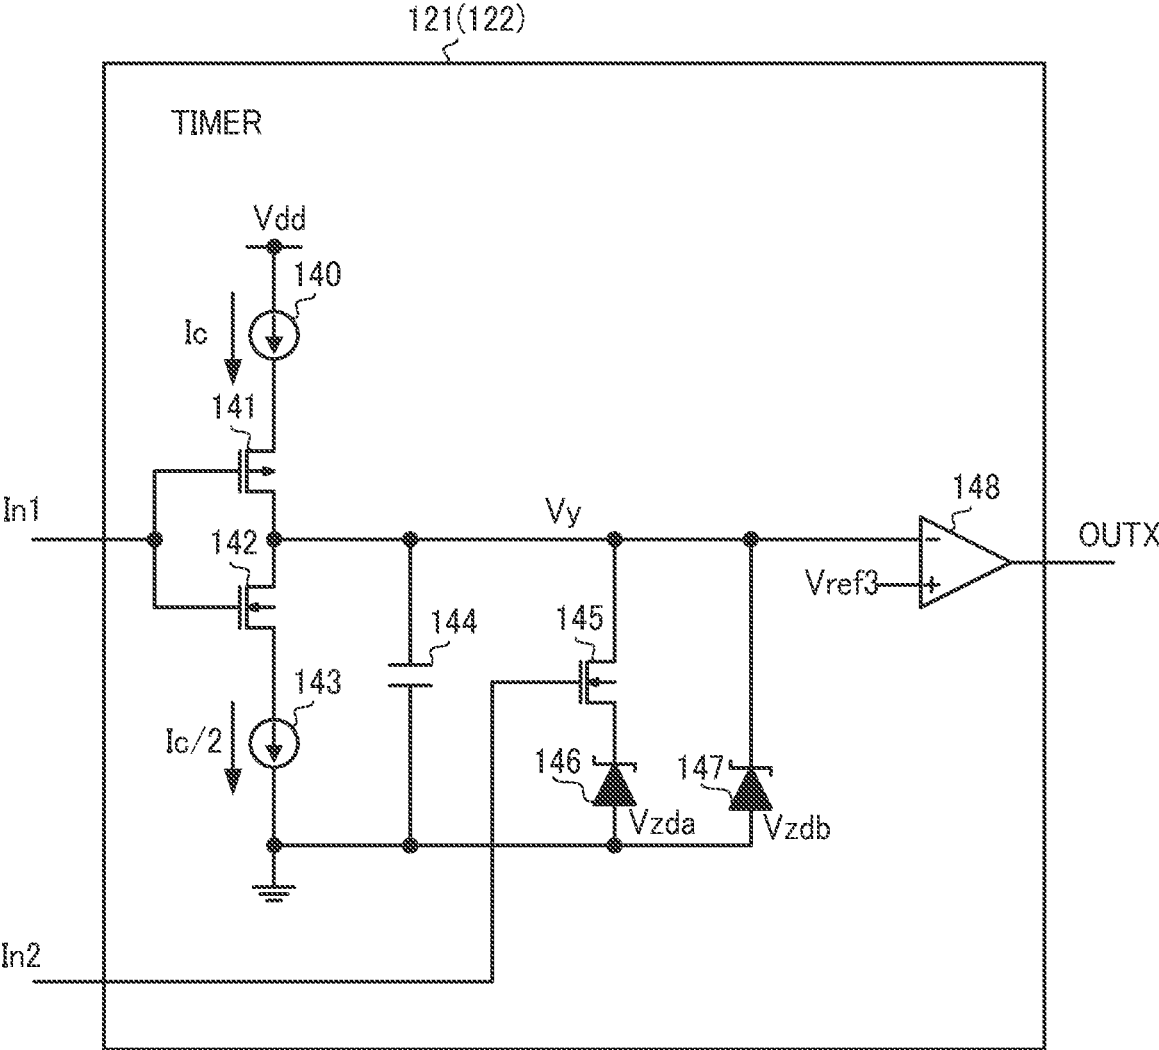 121(122)
TIMER
Vdd
140
Ic
141
In1
142
Vy
148
OUTX
Vref3
144
145
143
Ic/2
146
147
Vzda
Vzdb
In2